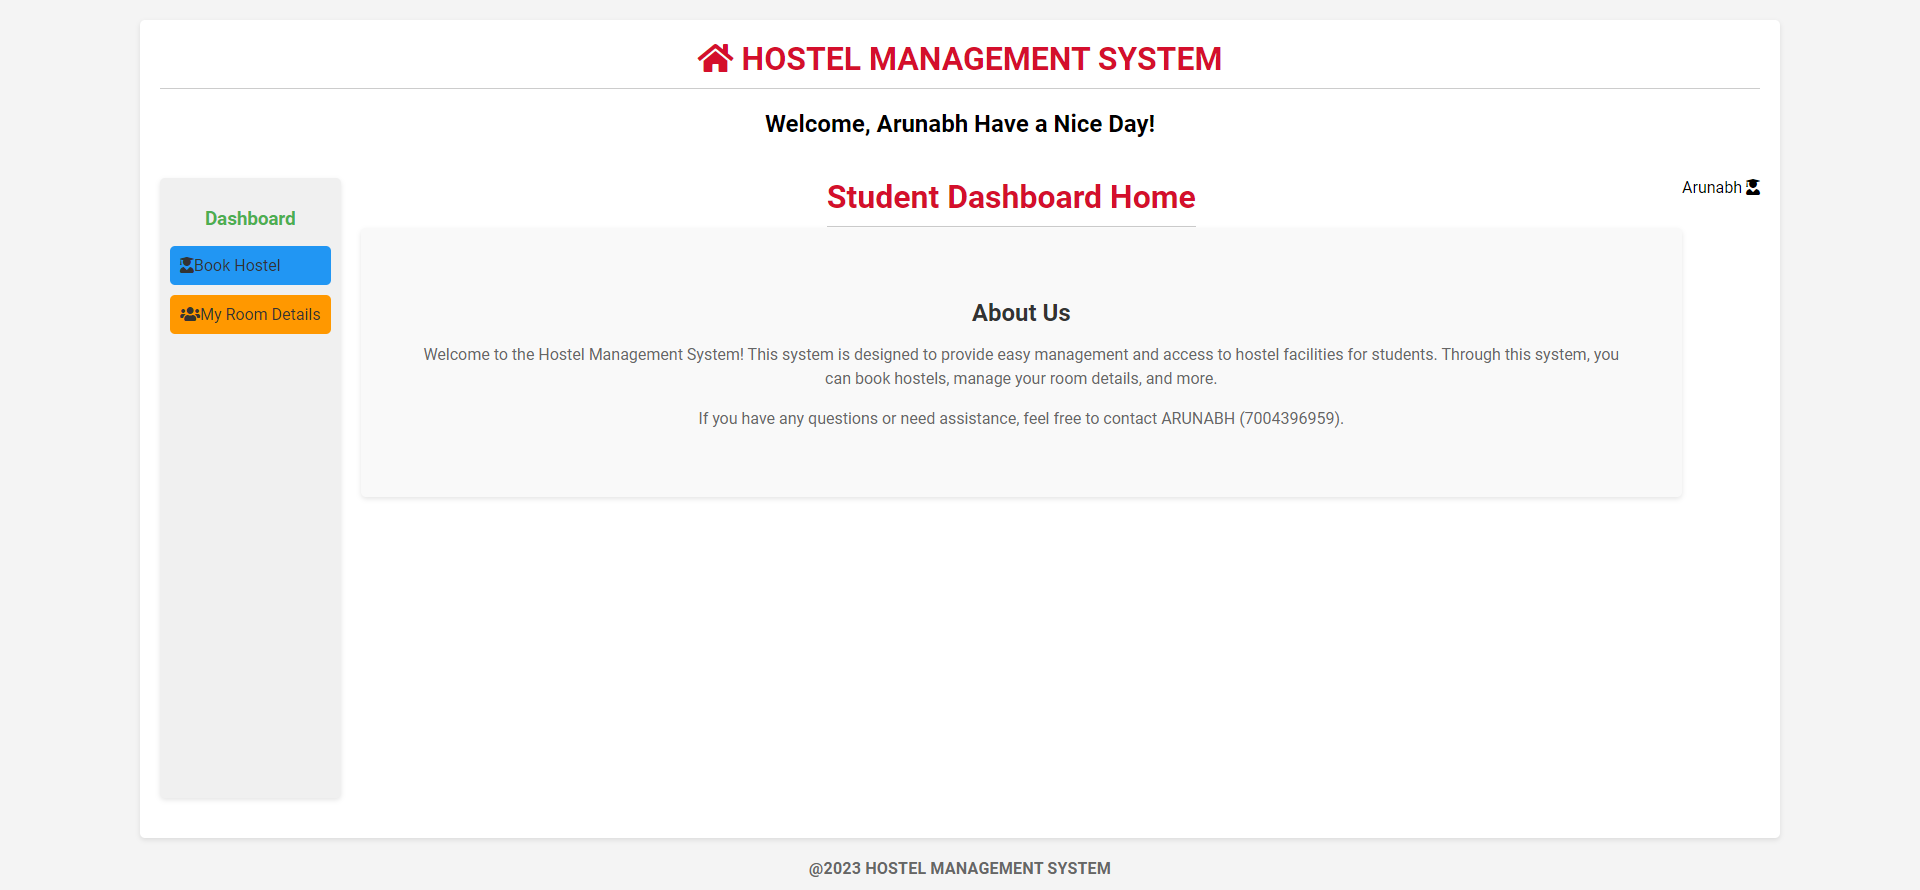 HOSTEL MANAGEMENT SYSTEM
Welcome, Arunabh Have a Nice Day!
Dashboard
Book Hostel
My Room Details
Student Dashboard Home
Arunabh
About Us
Welcome to the Hostel Management System! This system is designed to provide easy management and access to hostel facilities for students. Through this system, you
can book hostels, manage your room details, and more.
If you have any questions or need assistance, feel free to contact ARUNABH (7004396959).
@2023 HOSTEL MANAGEMENT SYSTEM